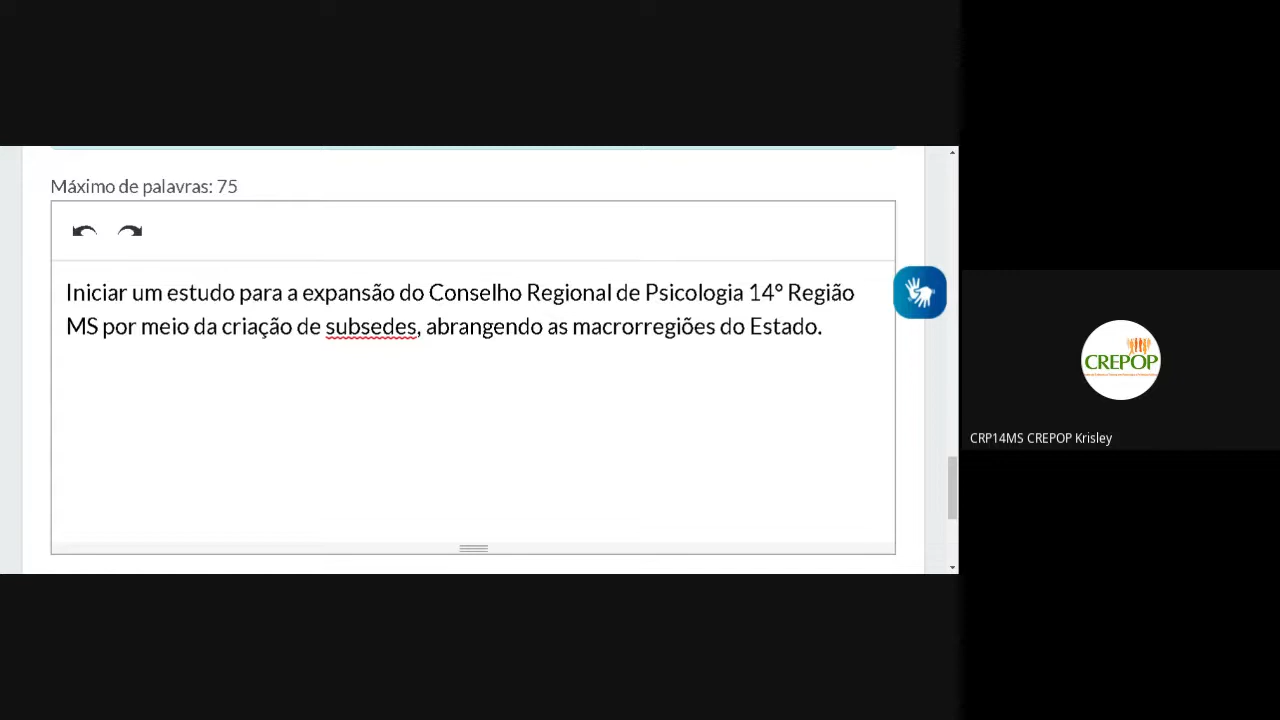 Máximo de palavras: 75
Iniciar um estudo para a expansão do Conselho Regional de Psicologia 14º Região
MS por meio da criação de subsedes, abrangendo as macrorregiões do Estado.
CREPOP
CRP14MS CREPOP Krisley